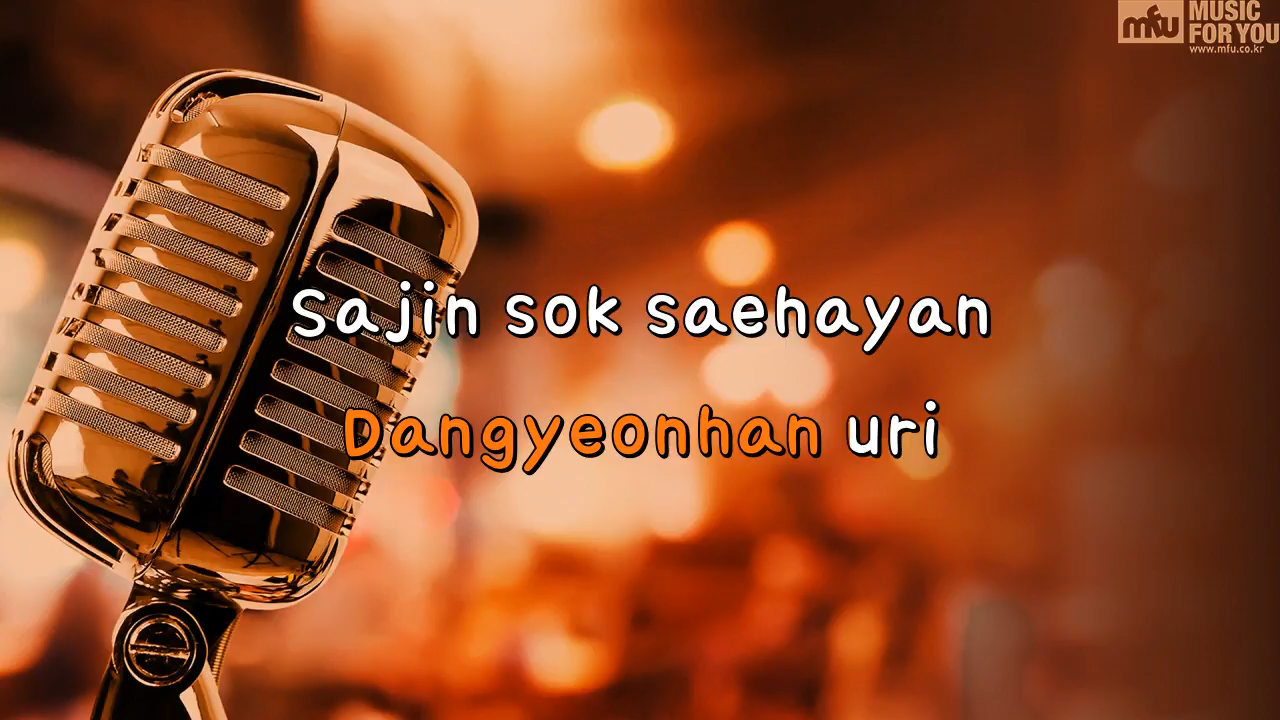 mfu MUSIC
FOR YOU
www.mfu.co.kr
Sajin sok saehayan
Dangyeonhan uri